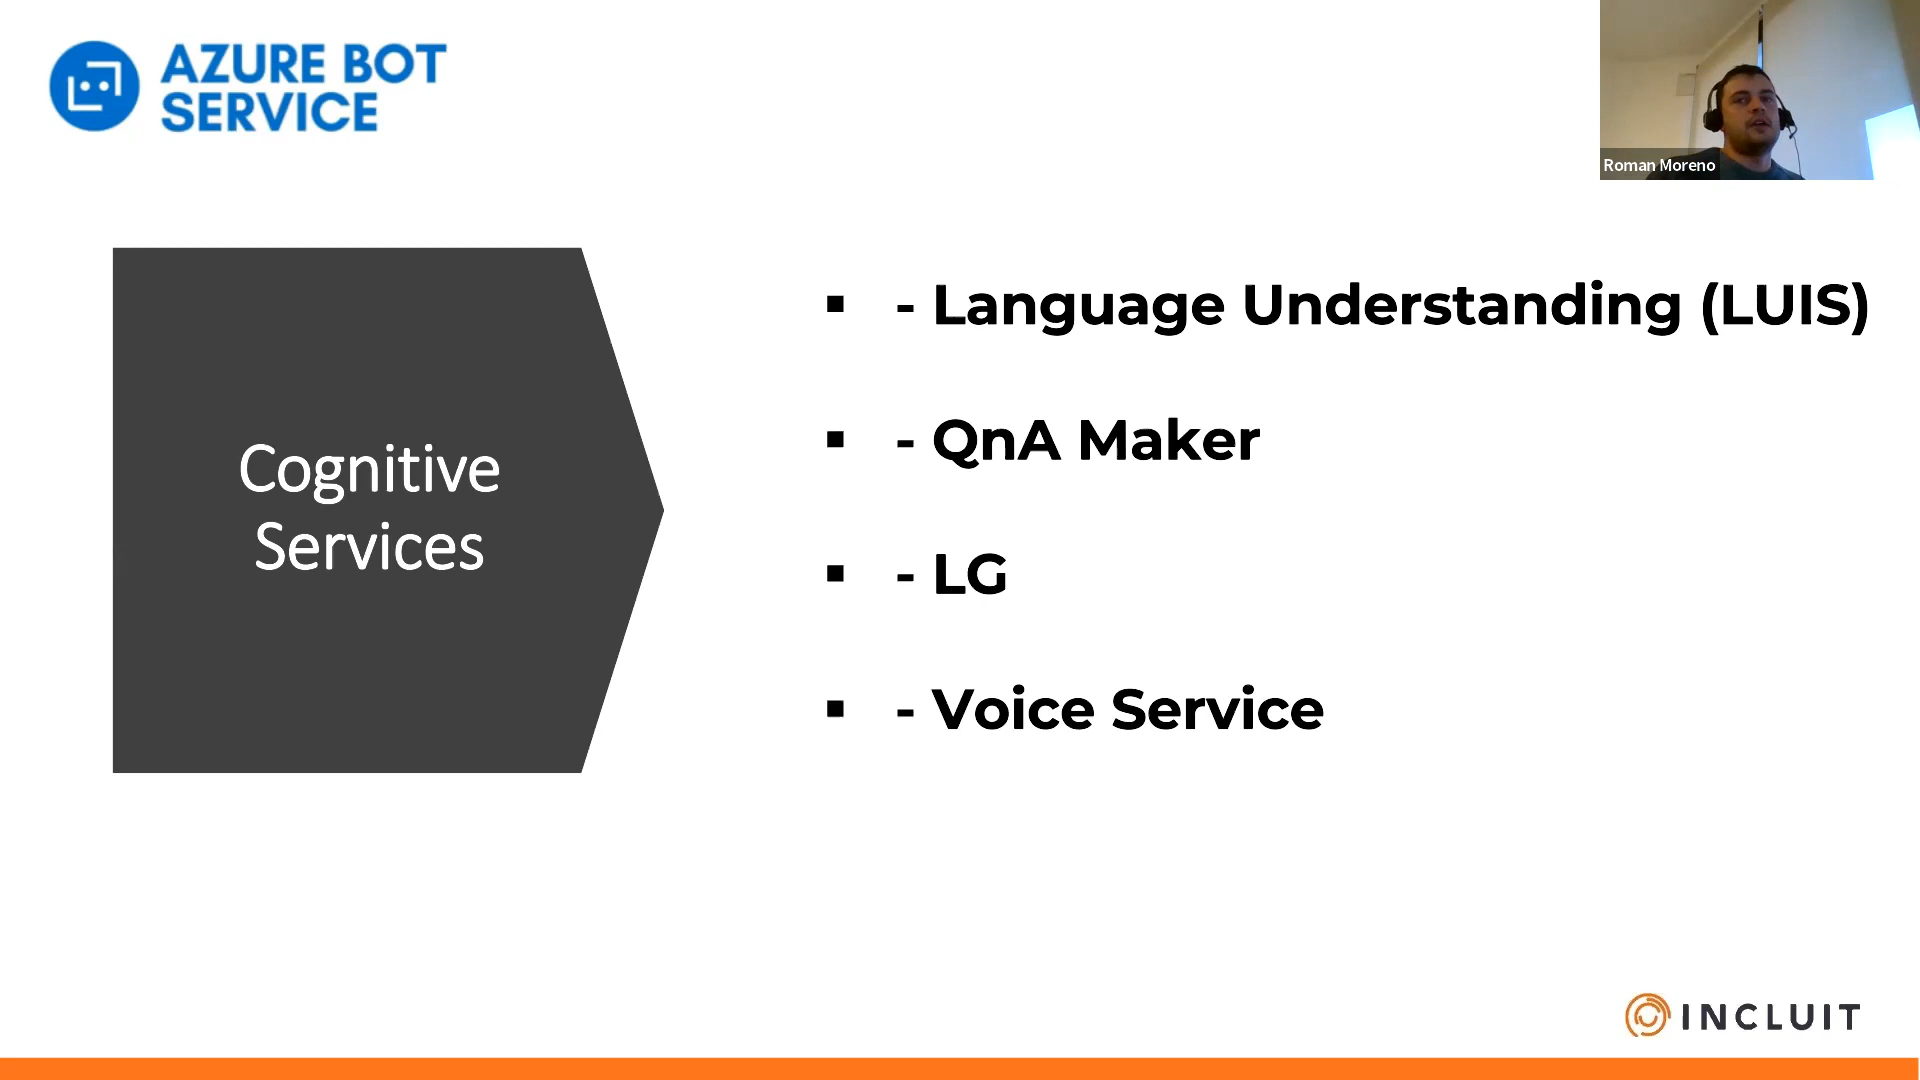 AZURE BOT
SERVICE
Roman Moreno
Cognitive
Services
- Language Understanding (LUIS)
- QnA Maker
- LG
- Voice Service
INCLUIT